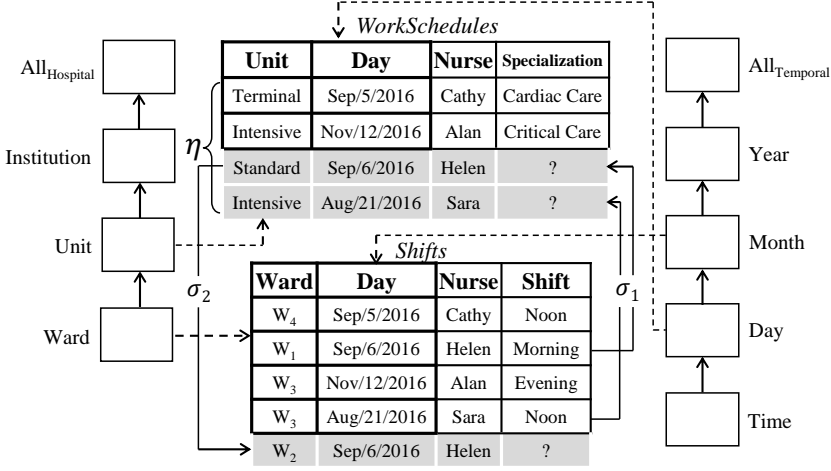 WorkSchedules
Unit Day Nurse Specialization
Terminal Sep/5/2016 Cathy Cardiac Care
Intensive Nov/12/2016 Alan Critical Care
Standard Sep/6/2016 Helen ?
Intensive Aug/21/2016 Sara ?
η
All_Hospital
Institution
Unit
Ward
σ₂
Shifts
Ward Day Nurse Shift
W₄ Sep/5/2016 Cathy Noon
W₁ Sep/6/2016 Helen Morning
W₃ Nov/12/2016 Alan Evening
W₃ Aug/21/2016 Sara Noon
W₂ Sep/6/2016 Helen ?
σ₁
All_Temporal
Year
Month
Day
Time